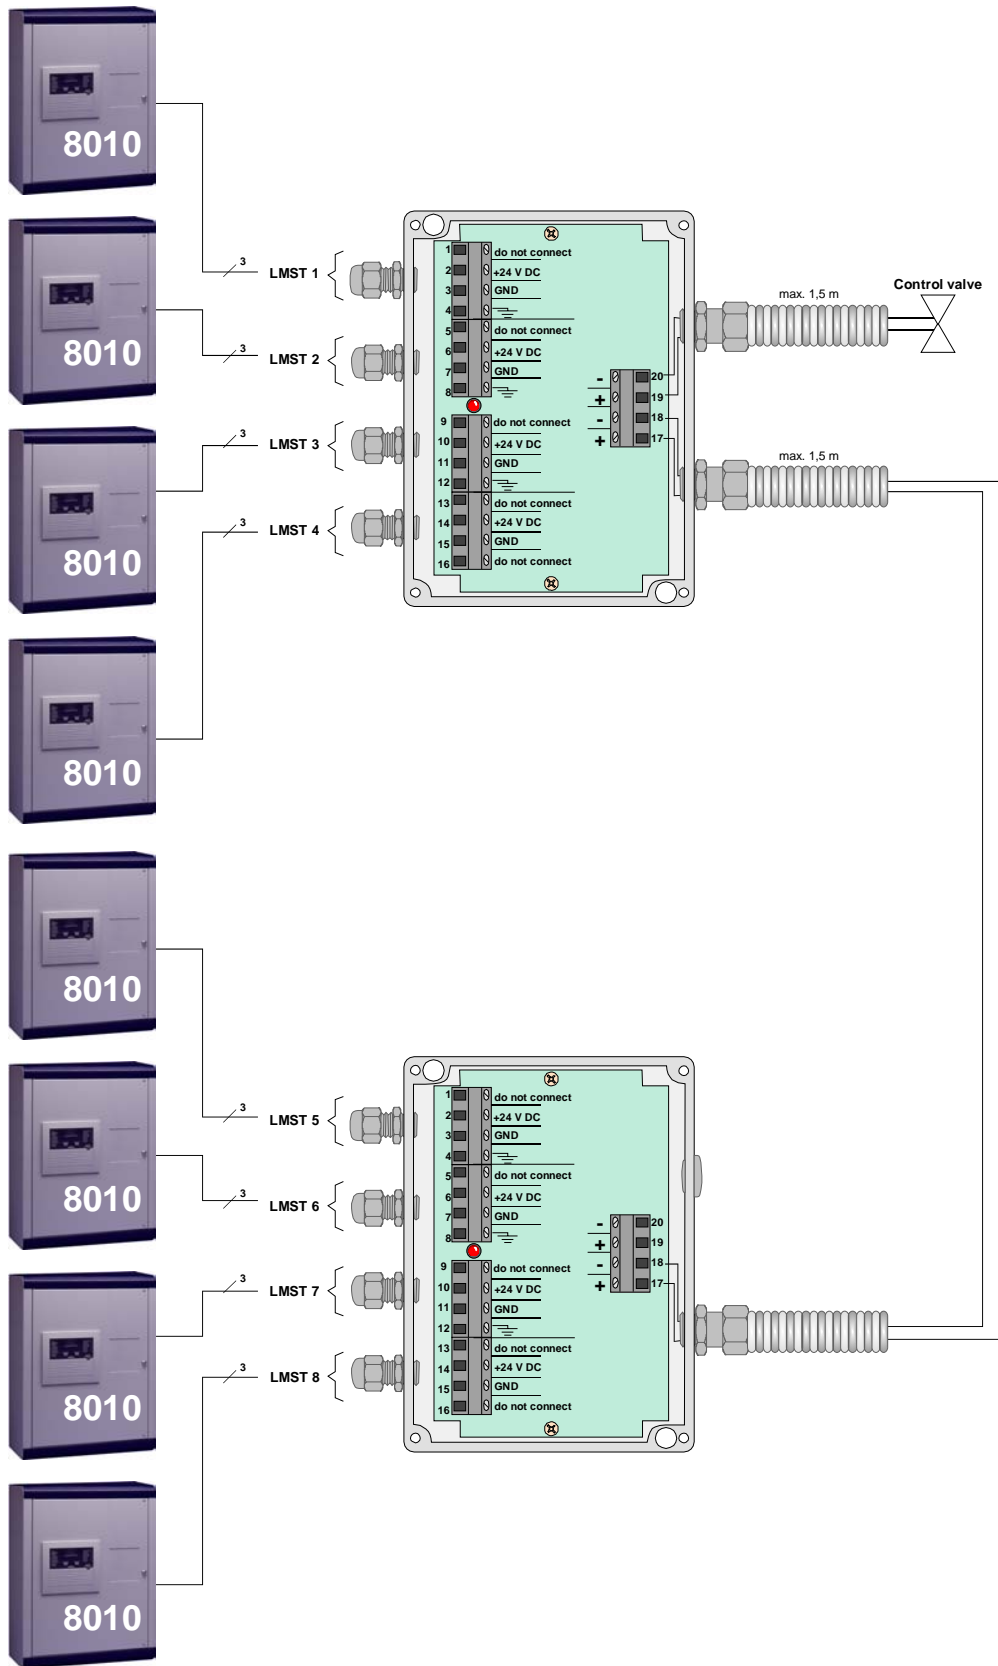 8010
8010
8010
8010
3
LMST 1
3
LMST 2
3
LMST 3
3
LMST 4
1 do not connect
2 +24 V DC
3 GND
4
5 do not connect
6 +24 V DC
7 GND
8
9 do not connect
10 +24 V DC
11 GND
12
13 do not connect
14 +24 V DC
15 GND
16 do not connect
- 20
+ 19
- 18
+ 17
max. 1,5 m
Control valve
max. 1,5 m
8010
8010
8010
8010
3
LMST 5
3
LMST 6
3
LMST 7
3
LMST 8
1 do not connect
2 +24 V DC
3 GND
4
5 do not connect
6 +24 V DC
7 GND
8
9 do not connect
10 +24 V DC
11 GND
12
13 do not connect
14 +24 V DC
15 GND
16 do not connect
- 20
+ 19
- 18
+ 17